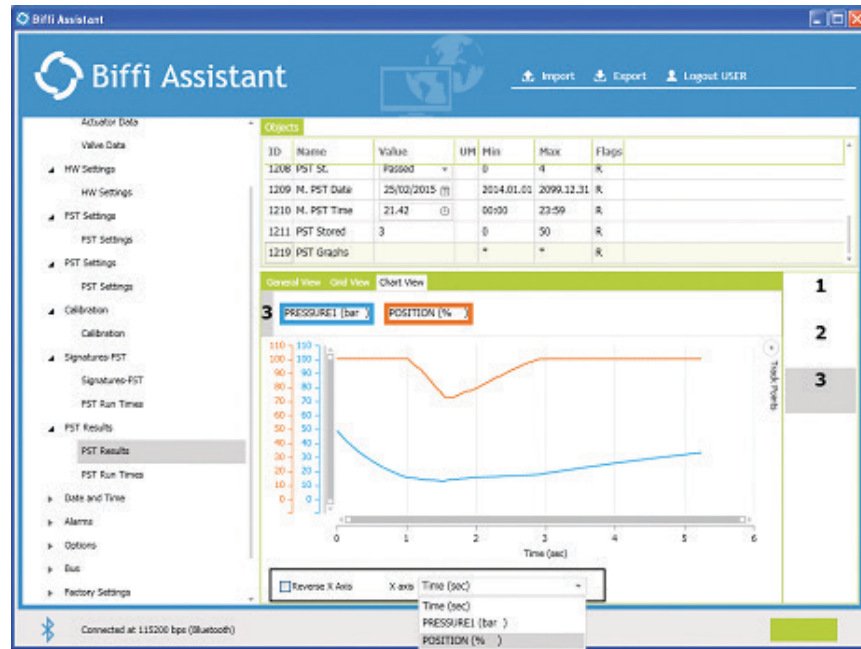 Biffi Assistant
Biffi Assistant
Import Export Logout USER
Actuator Data
Valve Data
HW Settings
HW Settings
FST Settings
FST Settings
PST Settings
PST Settings
Calibration
Calibration
Signatures-FST
Signatures-FST
FST Run Times
PST Results
PST Results
PST Run Times
Date and Time
Alarms
Options
Bus
Factory Settings
Objects
ID Name Value UM Min Max Flags
1208 PST St. Passed 0 4 R
1209 M. PST Date 25/02/2015 2014.01.01 2099.12.31 R
1210 M. PST Time 21.42 00:00 23:59 R
1211 PST Stored 3 0 50 R
1219 PST Graphs * * R
General View Grid View Chart View
3 PRESSURE1 (bar ) POSITION (% )
110 110
100 100
90 90
80 80
70 70
60 60
50 50
40 40
30 30
20 20
10 10
0 0
0 1 2 3 4 5 6
Time (sec)
Track Points
1
2
3
Reverse X Axis X axis Time (sec)
Time (sec)
PRESSURE1 (bar )
POSITION (% )
Connected at 115200 bps (Bluetooth)